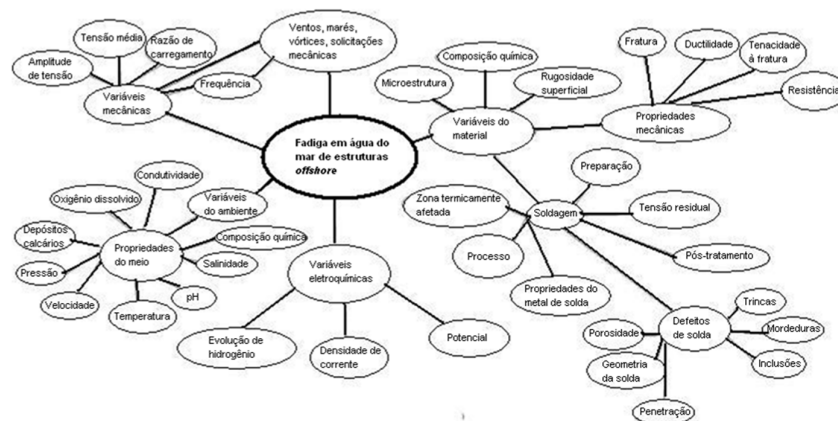 Ventos, marés,
vórtices, solicitações
mecânicas
Tensão média
Razão de
carregamento
Amplitude
de tensão
Frequência
Variáveis
mecânicas
Composição química
Microestrutura
Rugosidade
superficial
Variáveis do
material
Fratura
Ductilidade
Tenacidade
à fratura
Resistência
Propriedades
mecânicas
Fadiga em água do
mar de estruturas
offshore
Preparação
Zona termicamente
afetada
Soldagem
Tensão residual
Processo
Pós-tratamento
Propriedades do
metal de solda
Condutividade
Oxigênio dissolvido
Variáveis
do ambiente
Depósitos
calcários
Propriedades
do meio
Composição química
Pressão
Salinidade
Velocidade
pH
Temperatura
Variáveis
eletroquímicas
Evolução de
hidrogênio
Densidade de
corrente
Potencial
Trincas
Porosidade
Defeitos
de solda
Mordeduras
Geometria
da solda
Inclusões
Penetração